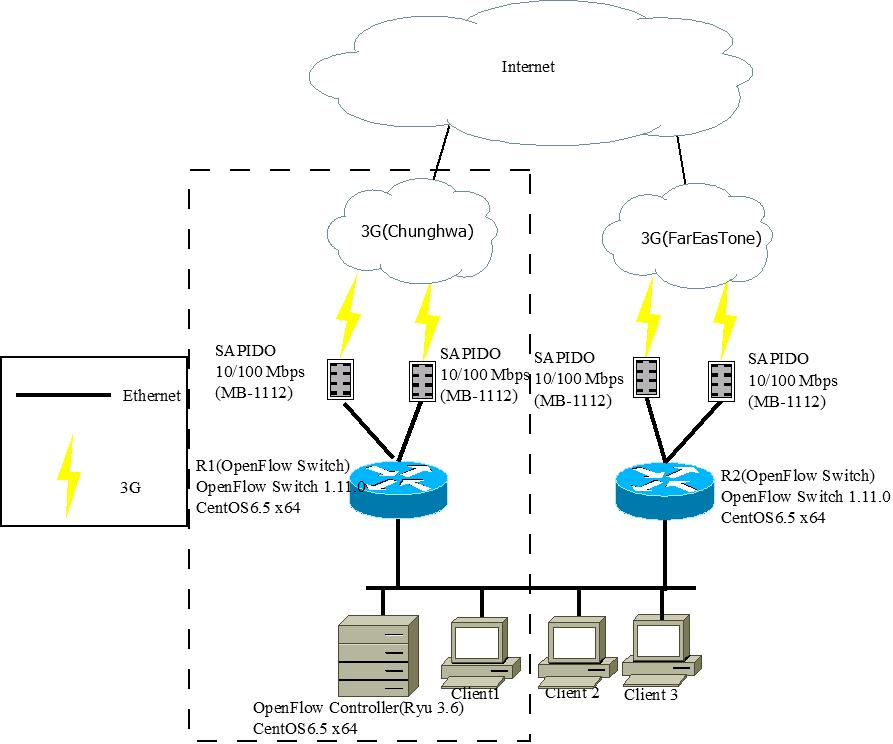 Internet
3G(Chunghwa)
3G(FarEasTone)
SAPIDO
10/100 Mbps
(MB-1112)
SAPIDO
10/100 Mbps
(MB-1112)
SAPIDO
10/100 Mbps
(MB-1112)
SAPIDO
10/100 Mbps
(MB-1112)
Ethernet
3G
R1(OpenFlow Switch)
OpenFlow Switch 1.11.0
CentOS6.5 x64
R2(OpenFlow Switch)
OpenFlow Switch 1.11.0
CentOS6.5 x64
Client1
Client 2
Client 3
OpenFlow Controller(Ryu 3.6)
CentOS6.5 x64